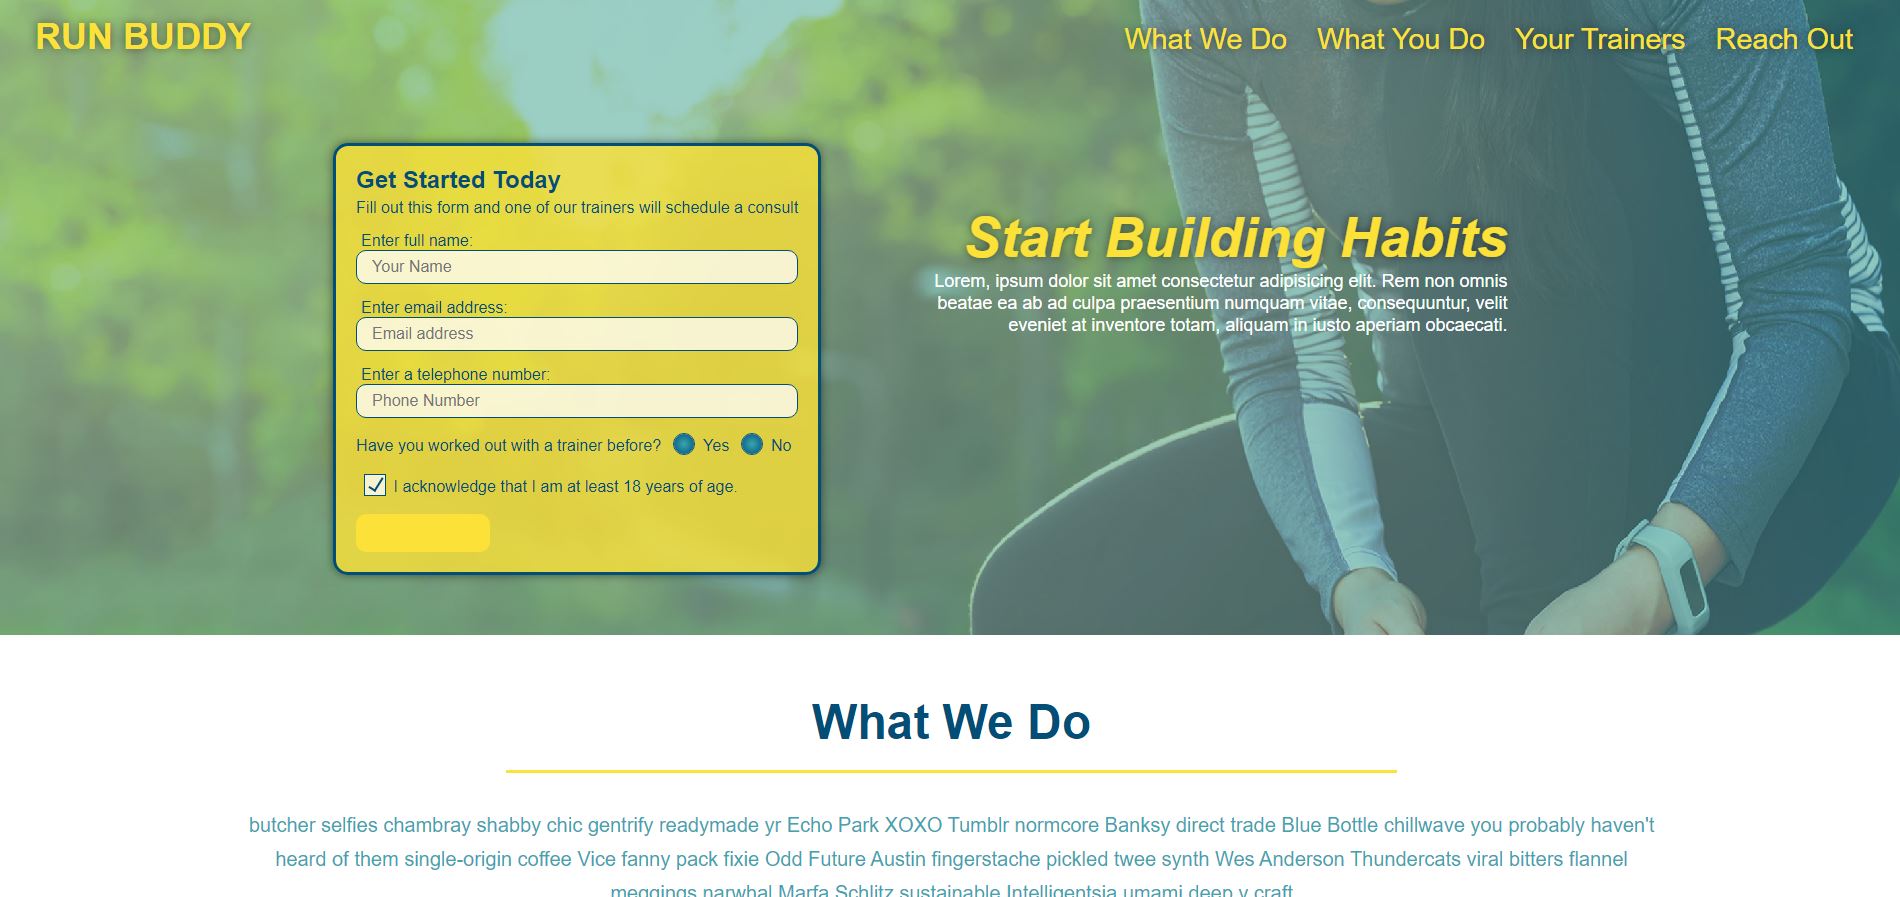 RUN BUDDY
What We Do What You Do Your Trainers Reach Out
Get Started Today
Fill out this form and one of our trainers will schedule a consult
Enter full name:
Your Name
Enter email address:
Email address
Enter a telephone number:
Phone Number
Have you worked out with a trainer before? Yes No
I acknowledge that I am at least 18 years of age.
Start Building Habits
Lorem, ipsum dolor sit amet consectetur adipisicing elit. Rem non omnis
beatae ea ab ad culpa praesentium numquam vitae, consequuntur, velit
eveniet at inventore totam, aliquam in iusto aperiam obcaecati.
What We Do
butcher selfies chambray shabby chic gentrify readymade yr Echo Park XOXO Tumblr normcore Banksy direct trade Blue Bottle chillwave you probably haven't
heard of them single-origin coffee Vice fanny pack fixie Odd Future Austin fingerstache pickled twee synth Wes Anderson Thundercats viral bitters flannel
meggings narwhal Marfa Schlitz sustainable Intelligentsia umami deep v craft